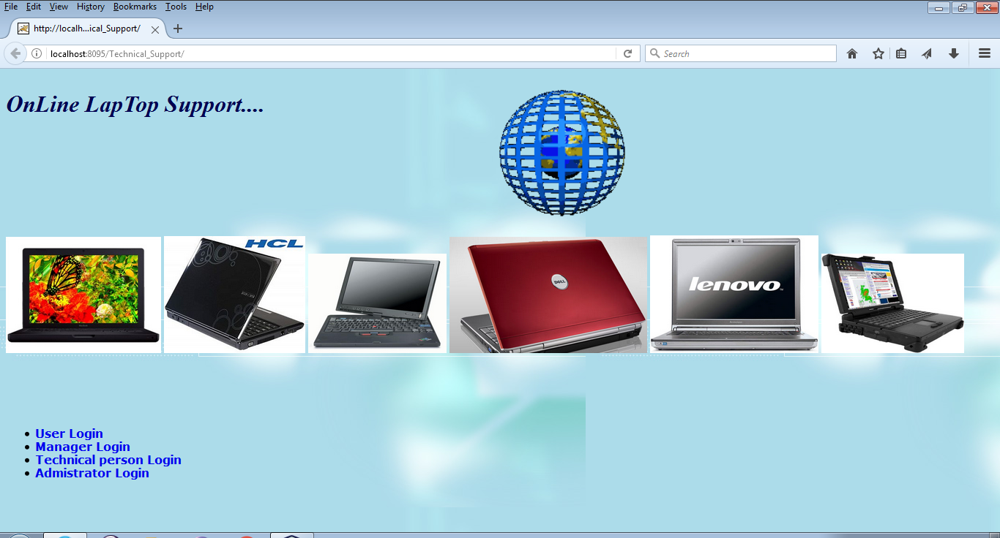 File Edit View History Bookmarks Tools Help
http://localh...ical_Support/
localhost:8095/Technical_Support/
Search
OnLine LapTop Support....
HCL
DELL
lenovo
User Login
Manager Login
Technical person Login
Admistrator Login